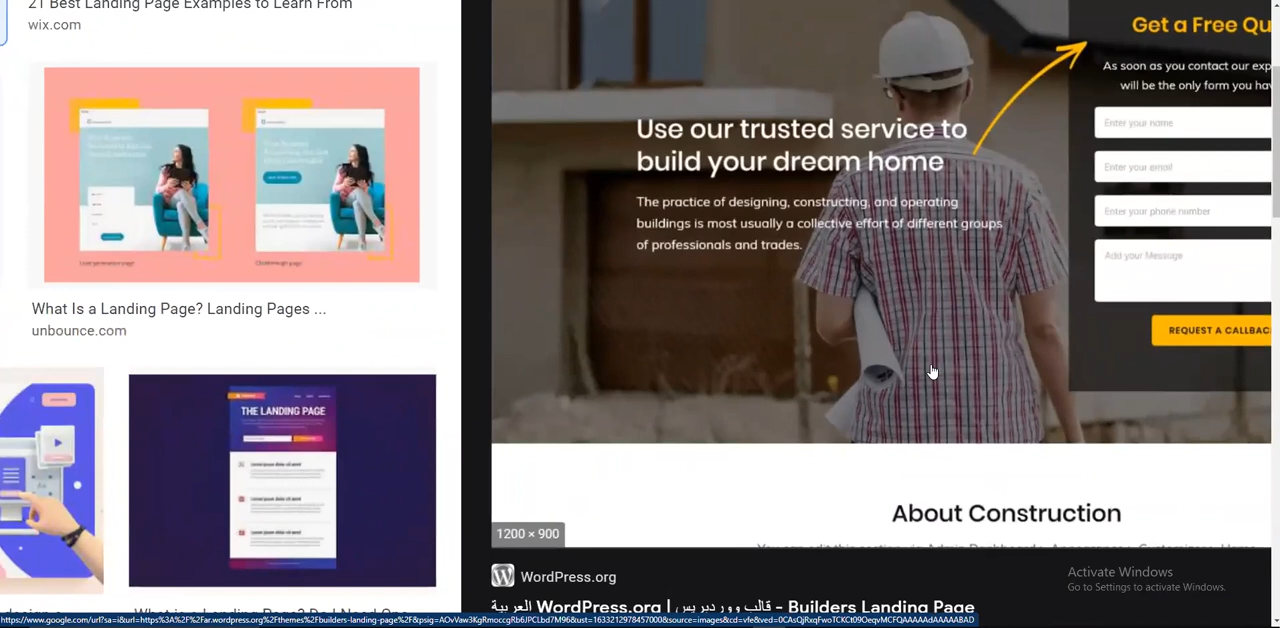 21 Best Landing Page Examples to Learn From
wix.com
What Is a Landing Page? Landing Pages ...
unbounce.com
THE LANDING PAGE
Get a Free Qu
As soon as you contact our exp
will be the only form you hav
Enter your name
Enter your email
Enter your phone number
Add your Message
REQUEST A CALLBAC
Use our trusted service to
build your dream home
The practice of designing, constructing, and operating
buildings is most usually a collective effort of different groups
of professionals and trades.
About Construction
1200 × 900
WordPress.org
Activate Windows
Go to Settings to activate Windows.
قالب ووردبريس | WordPress.org العربية - Builders Landing Page